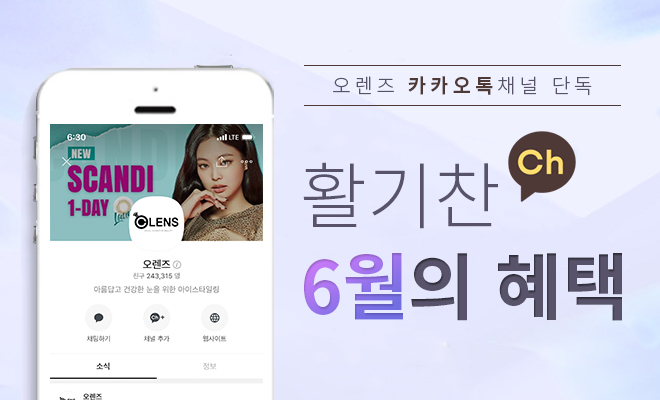 오렌즈 카카오톡채널 단독
활기찬
Ch
6월의 혜택
6:30
LTE
NEW
SCANDI
1-DAY
OLENS
오렌즈
친구 243,315 명
아름답고 건강한 눈을 위한 아이스타일링
Ch+
채팅하기
채널 추가
웹사이트
소식
정보
오렌즈